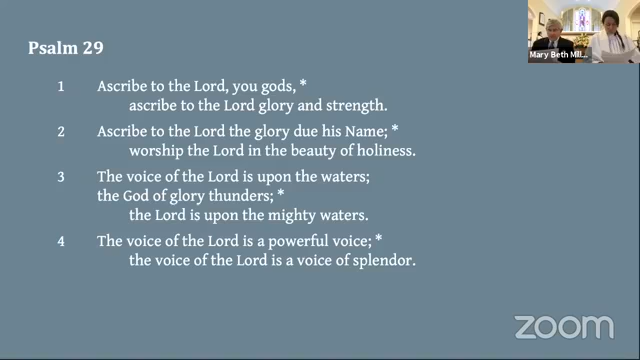 Psalm 29
1 Ascribe to the Lord, you gods, *
ascribe to the Lord glory and strength.
2 Ascribe to the Lord the glory due his Name; *
worship the Lord in the beauty of holiness.
3 The voice of the Lord is upon the waters;
the God of glory thunders; *
the Lord is upon the mighty waters.
4 The voice of the Lord is a powerful voice; *
the voice of the Lord is a voice of splendor.
Mary Beth Mil...
zoom